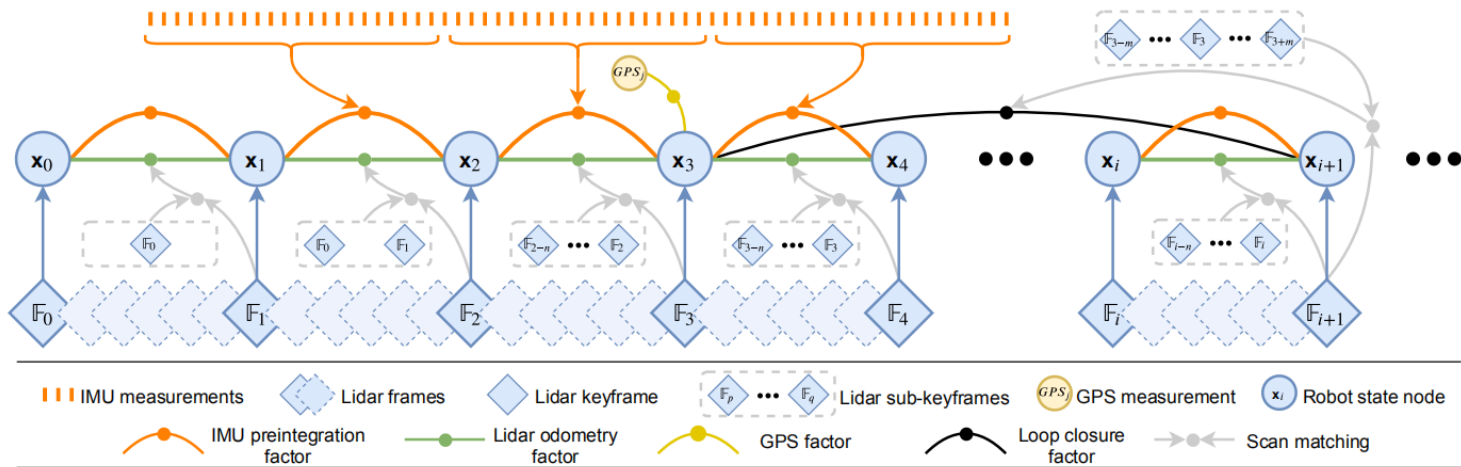 𝔽3−m ••• 𝔽3 ••• 𝔽3+m
GPSj
x0 x1 x2 x3 x4 ••• xi xi+1 •••
𝔽0
𝔽0 𝔽1
𝔽2−n ••• 𝔽2
𝔽3−n ••• 𝔽3
𝔽i−n ••• 𝔽i
𝔽0 𝔽1 𝔽2 𝔽3 𝔽4 𝔽i 𝔽i+1
IMU measurements
Lidar frames
Lidar keyframe
𝔽p ••• 𝔽q
Lidar sub-keyframes
GPSj
GPS measurement
xi
Robot state node
IMU preintegration
factor
Lidar odometry
factor
GPS factor
Loop closure
factor
Scan matching